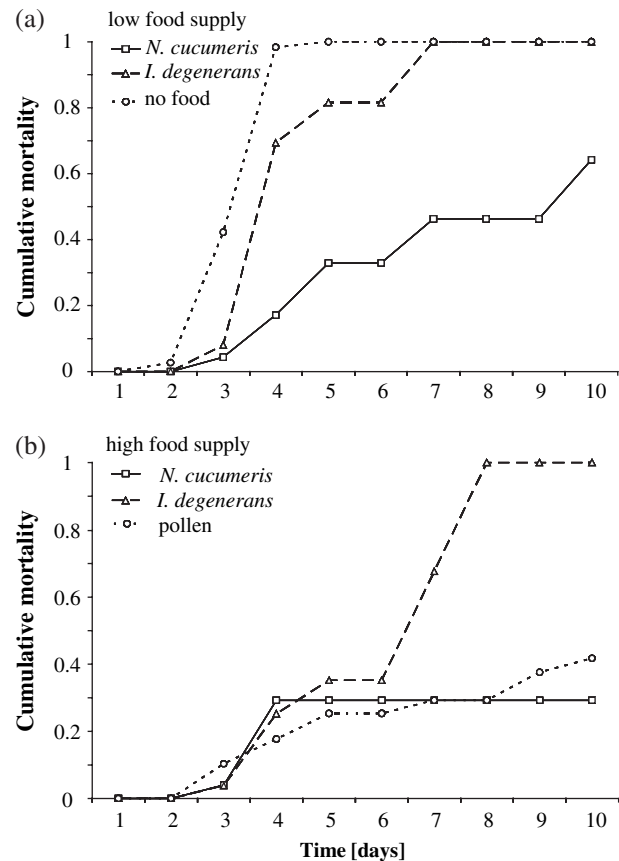 (a)
low food supply
N. cucumeris
I. degenerans
no food
Cumulative mortality
1
0.8
0.6
0.4
0.2
0
1 2 3 4 5 6 7 8 9 10
(b)
high food supply
N. cucumeris
I. degenerans
pollen
Cumulative mortality
1
0.8
0.6
0.4
0.2
0
1 2 3 4 5 6 7 8 9 10
Time [days]